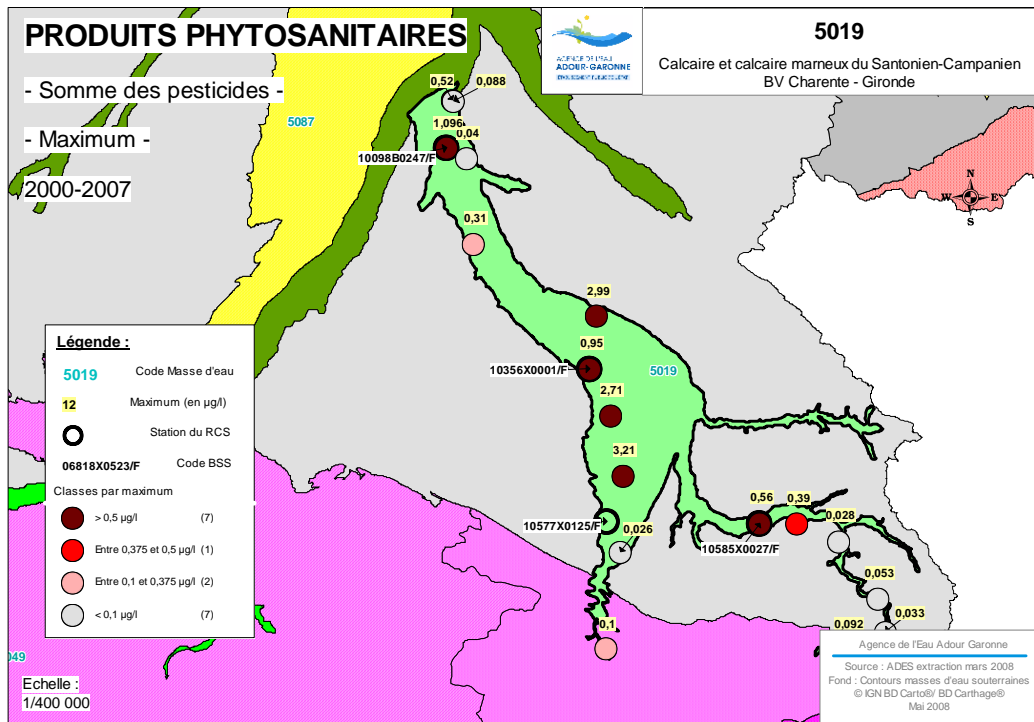 PRODUITS PHYTOSANITAIRES
- Somme des pesticides -
- Maximum -
2000-2007
AGENCE DE L'EAU
ADOUR-GARONNE
5019
Calcaire et calcaire marneux du Santonien-Campanien
BV Charente - Gironde
5087
0,52
0,088
1,096
0,04
10098B0247/F
0,31
N
W
E
S
2,99
0,95
10356X0001/F
5019
2,71
3,21
10577X0125/F
0,026
0,56
0,39
0,028
10585X0027/F
0,053
0,033
0,092
0,1
Légende :
5019 Code Masse d'eau
12 Maximum (en µg/l)
Station du RCS
06818X0523/F Code BSS
Classes par maximum
> 0,5 µg/l (7)
Entre 0,375 et 0,5 µg/l (1)
Entre 0,1 et 0,375 µg/l (2)
< 0,1 µg/l (7)
049
Echelle :
1/400 000
Agence de l'Eau Adour Garonne
Source : ADES extraction mars 2008
Fond : Contours masses d'eau souterraines
© IGN BD Carto®/ BD Carthage®
Mai 2008